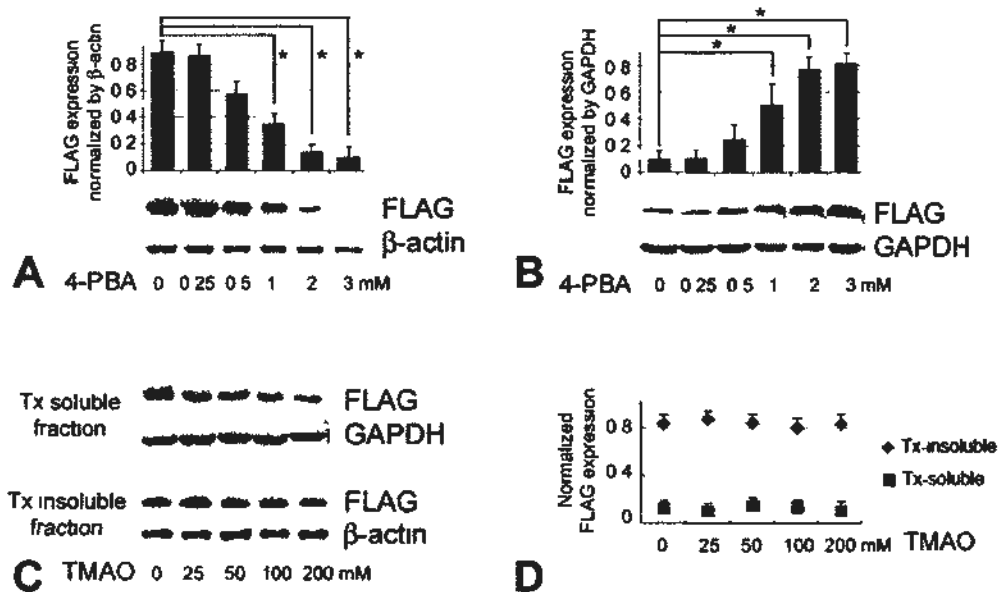 FLAG expression
normalized by β-actin
0 8
0 6
0 4
0 2
0
* * *
FLAG
β-actin
A 4-PBA 0 0 25 0 5 1 2 3 mM
FLAG expression
normalized by GAPDH
0 8
0 6
0 4
0 2
0
*
*
*
FLAG
GAPDH
B 4-PBA 0 0 25 0 5 1 2 3 mM
Tx soluble
fraction
FLAG
GAPDH
Tx insoluble
fraction
FLAG
β-actin
C TMAO 0 25 50 100 200 mM
Normalized
FLAG expression
0 8
0 4
0
Tx-insoluble
Tx-soluble
D 0 25 50 100 200 mM TMAO